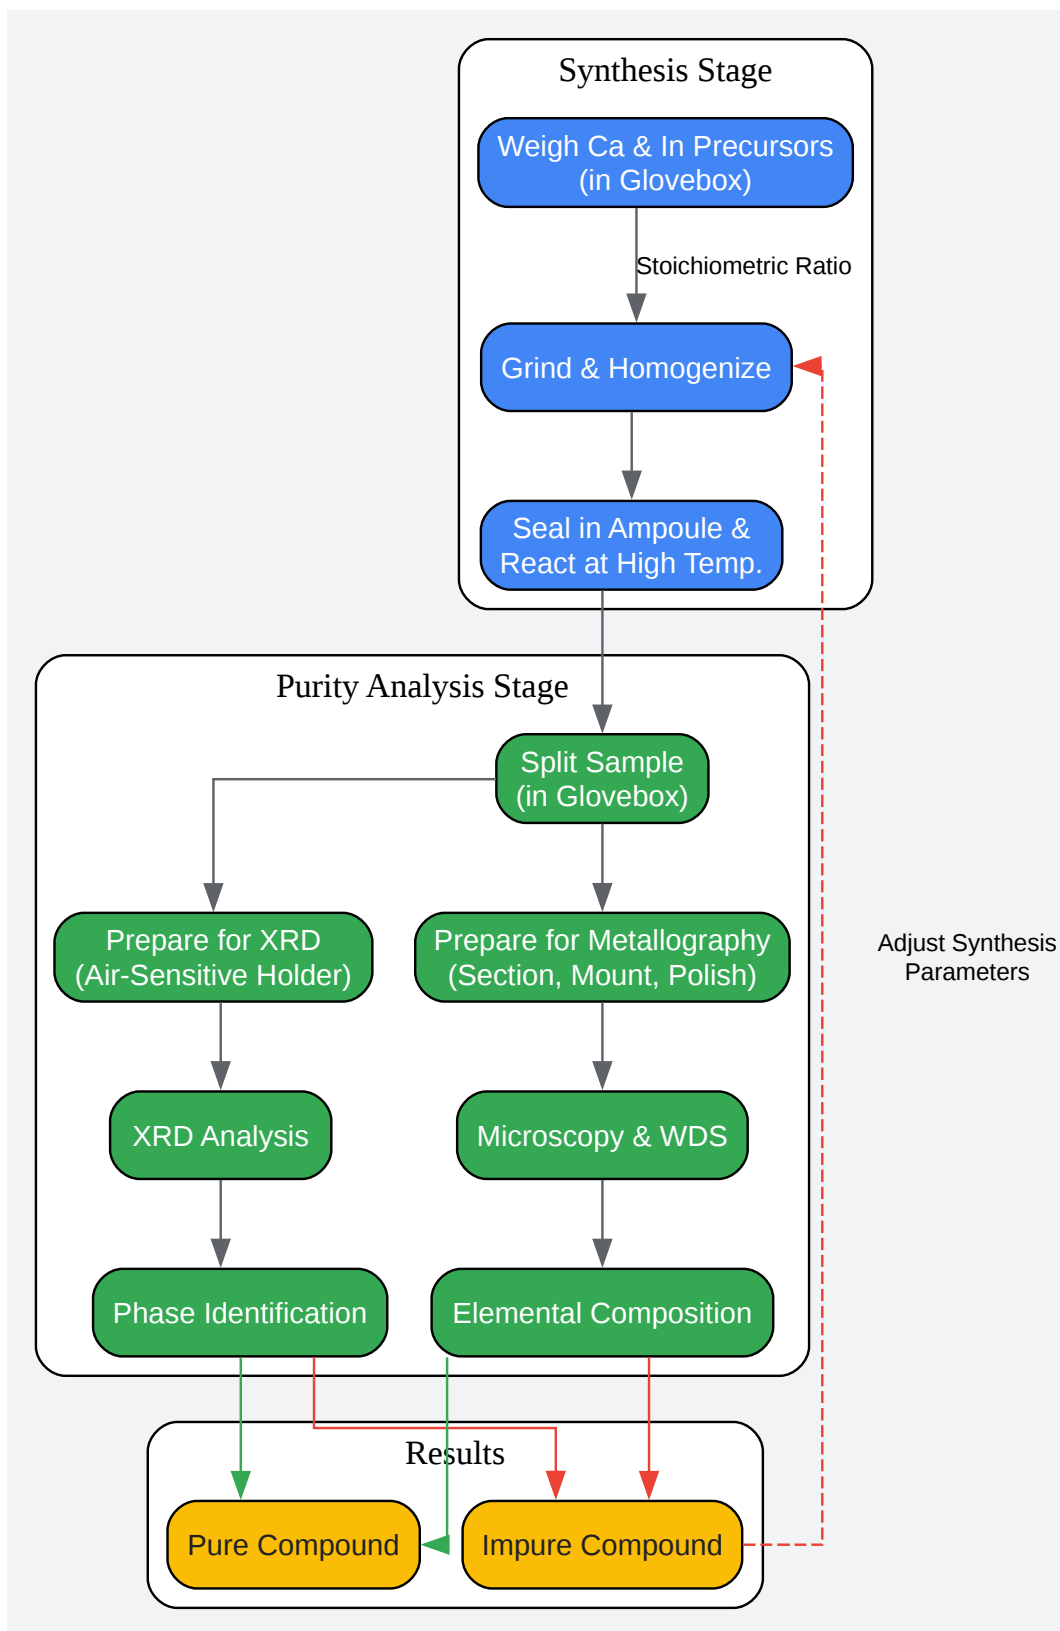 Synthesis Stage
Weigh Ca & In Precursors
(in Glovebox)
Stoichiometric Ratio
Grind & Homogenize
Seal in Ampoule &
React at High Temp.
Purity Analysis Stage
Split Sample
(in Glovebox)
Prepare for XRD
(Air-Sensitive Holder)
Prepare for Metallography
(Section, Mount, Polish)
Adjust Synthesis
Parameters
XRD Analysis
Microscopy & WDS
Phase Identification
Elemental Composition
Results
Pure Compound
Impure Compound